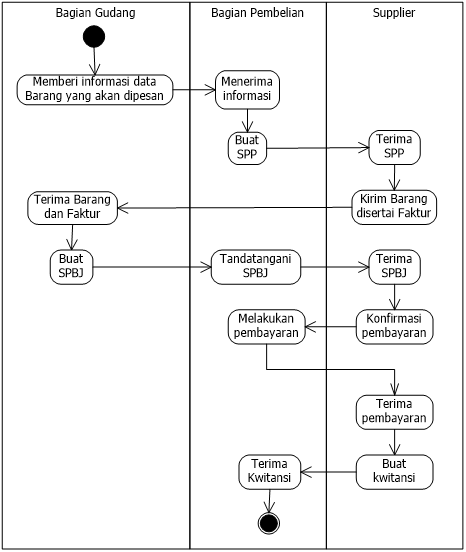 Bagian Gudang
Bagian Pembelian
Supplier
Memberi informasi data
Barang yang akan dipesan
Menerima
informasi
Buat
SPP
Terima
SPP
Kirim Barang
disertai Faktur
Terima Barang
dan Faktur
Buat
SPBJ
Tandatangani
SPBJ
Terima
SPBJ
Konfirmasi
pembayaran
Melakukan
pembayaran
Terima
pembayaran
Buat
kwitansi
Terima
Kwitansi